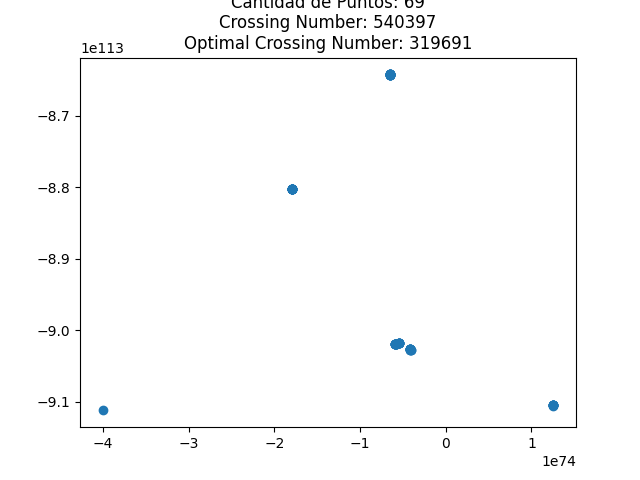 Cantidad de Puntos: 69
Crossing Number: 540397
Optimal Crossing Number: 319691
1e113
−8.7
−8.8
−8.9
−9.0
−9.1
−4 −3 −2 −1 0 1
1e74